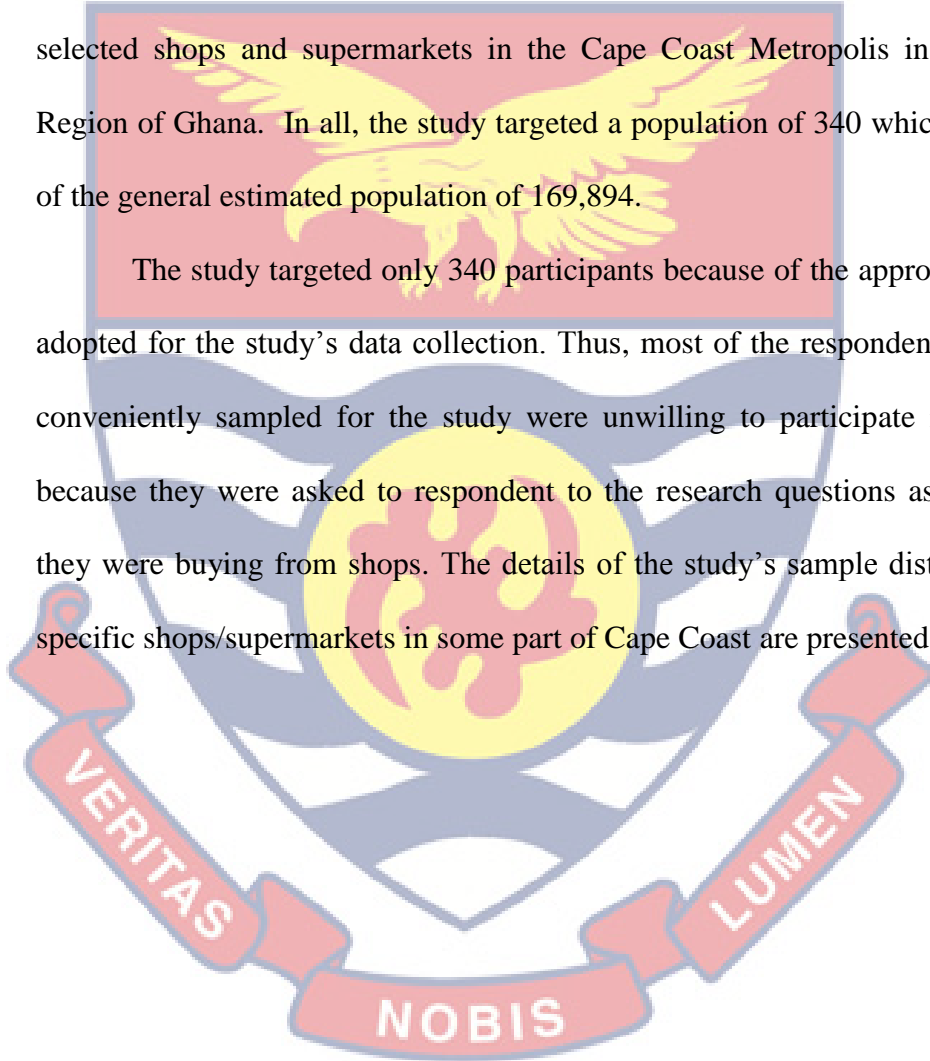 selected shops and supermarkets in the Cape Coast Metropolis in
Region of Ghana. In all, the study targeted a population of 340 whic
of the general estimated population of 169,894.
The study targeted only 340 participants because of the appro
adopted for the study’s data collection. Thus, most of the responden
conveniently sampled for the study were unwilling to participate
because they were asked to respondent to the research questions as
they were buying from shops. The details of the study’s sample dist
specific shops/supermarkets in some part of Cape Coast are presented
VERITAS
NOBIS
LUMEN